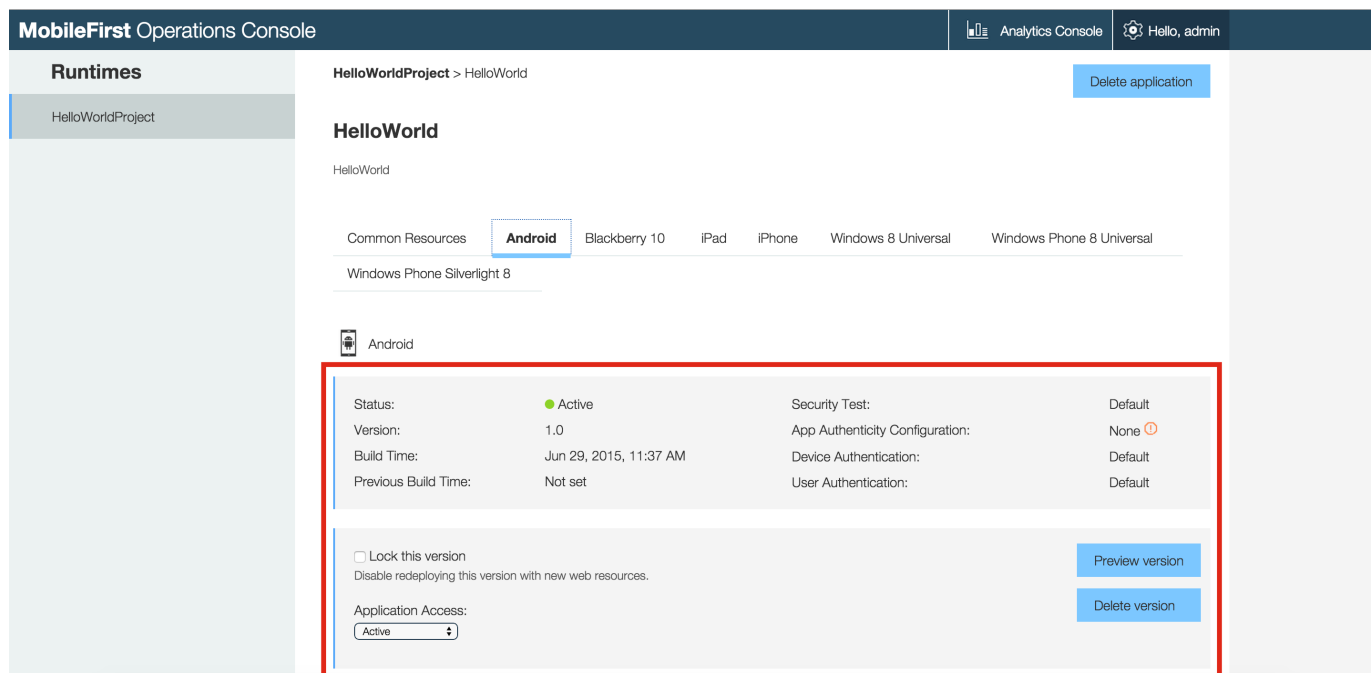 MobileFirst Operations Console
Analytics Console
Hello, admin
Runtimes
HelloWorldProject
HelloWorldProject > HelloWorld
Delete application
HelloWorld
HelloWorld
Common Resources Android Blackberry 10 iPad iPhone Windows 8 Universal Windows Phone 8 Universal
Windows Phone Silverlight 8
Android
Status: Active Security Test: Default
Version: 1.0 App Authenticity Configuration: None
Build Time: Jun 29, 2015, 11:37 AM Device Authentication: Default
Previous Build Time: Not set User Authentication: Default
Lock this version
Disable redeploying this version with new web resources.
Preview version
Application Access:
Active
Delete version